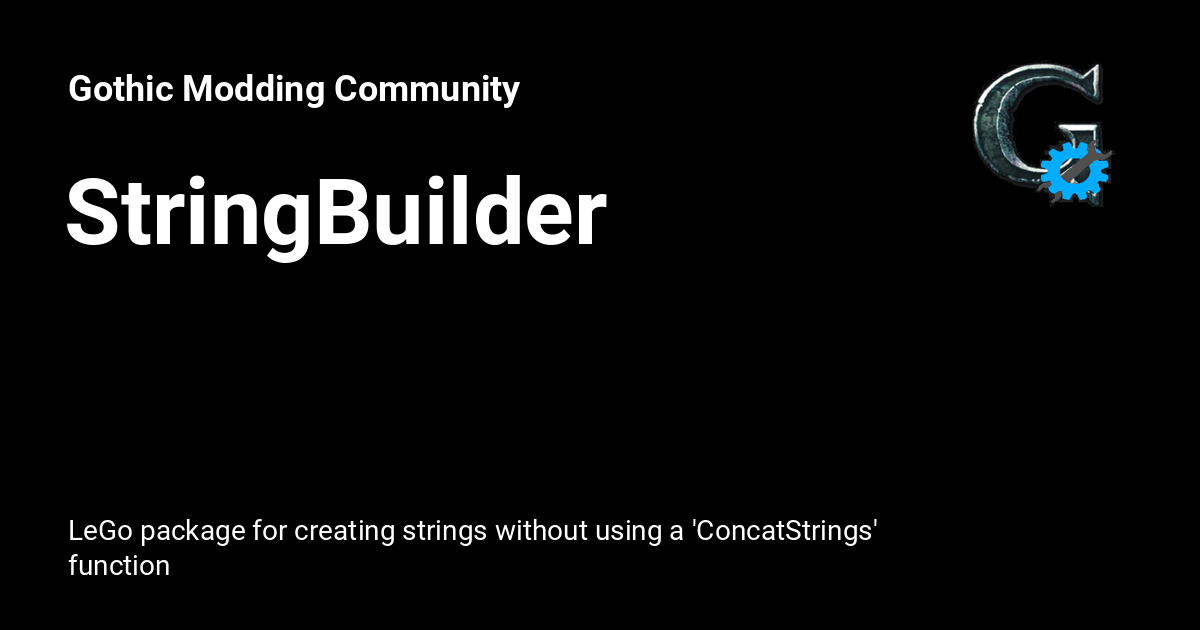 Gothic Modding Community
StringBuilder
LeGo package for creating strings without using a 'ConcatStrings'
function